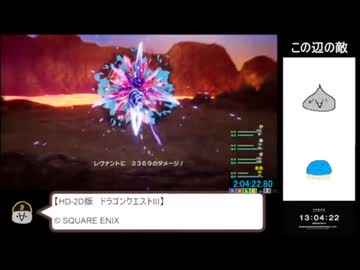 この辺の敵
レヴナントに　３３６９のダメージ！
2:04:22.80
【HD-2D版　ドラゴンクエストIII】
© SQUARE ENIX
13:04:22